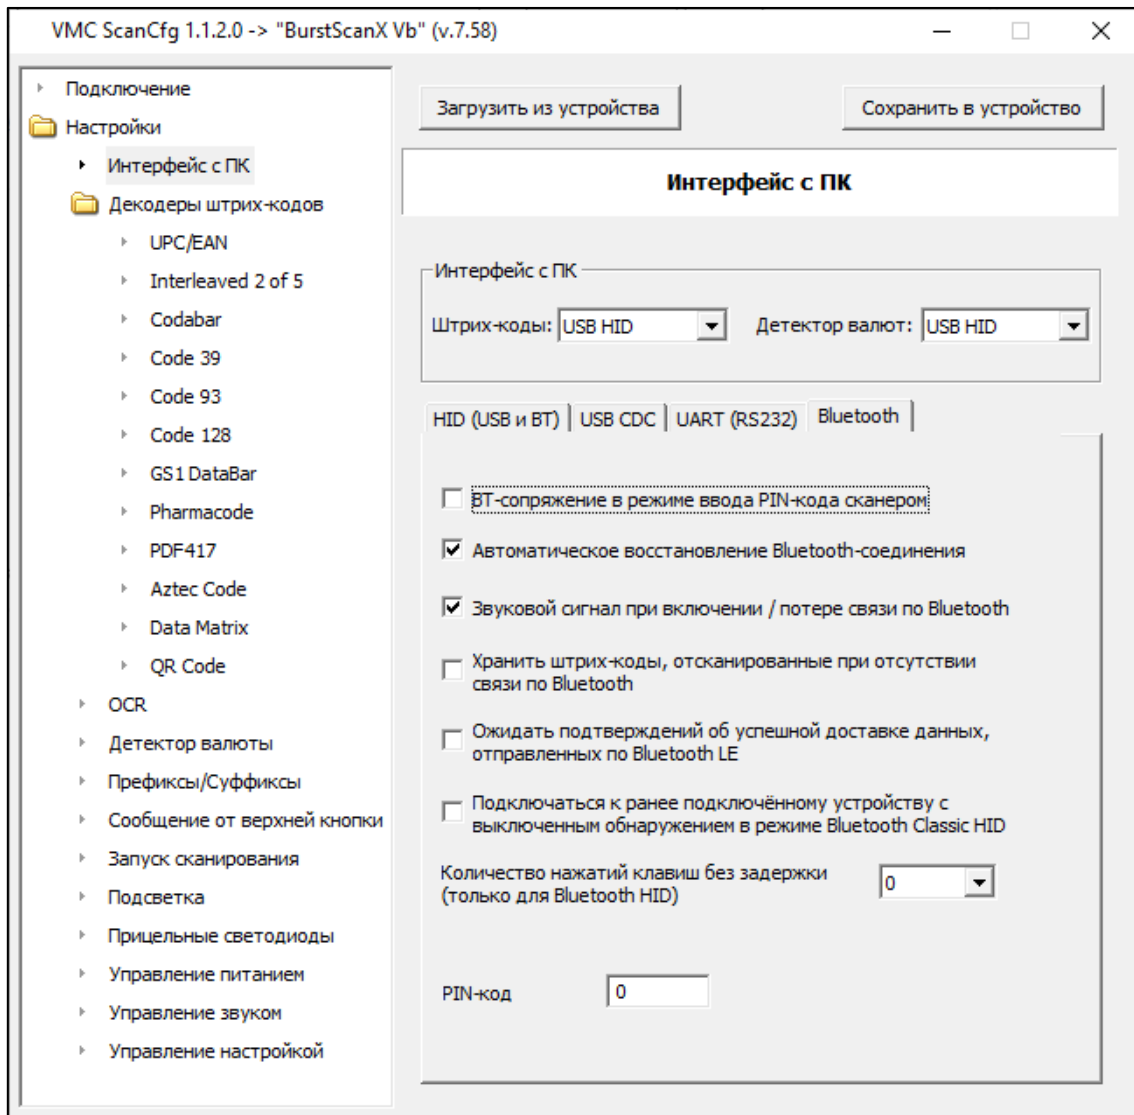 VMC ScanCfg 1.1.2.0 -> "BurstScanX Vb" (v.7.58)
Подключение
Настройки
Интерфейс с ПК
Декодеры штрих-кодов
UPC/EAN
Interleaved 2 of 5
Codabar
Code 39
Code 93
Code 128
GS1 DataBar
Pharmacode
PDF417
Aztec Code
Data Matrix
QR Code
OCR
Детектор валюты
Префиксы/Суффиксы
Сообщение от верхней кнопки
Запуск сканирования
Подсветка
Прицельные светодиоды
Управление питанием
Управление звуком
Управление настройкой
Загрузить из устройства
Сохранить в устройство
Интерфейс с ПК
Интерфейс с ПК
Штрих-коды: USB HID
Детектор валют: USB HID
HID (USB и BT)
USB CDC
UART (RS232)
Bluetooth
BT-сопряжение в режиме ввода PIN-кода сканером
Автоматическое восстановление Bluetooth-соединения
Звуковой сигнал при включении / потере связи по Bluetooth
Хранить штрих-коды, отсканированные при отсутствии
связи по Bluetooth
Ожидать подтверждений об успешной доставке данных,
отправленных по Bluetooth LE
Подключаться к ранее подключённому устройству с
выключенным обнаружением в режиме Bluetooth Classic HID
Количество нажатий клавиш без задержки
(только для Bluetooth HID)
0
PIN-код
0